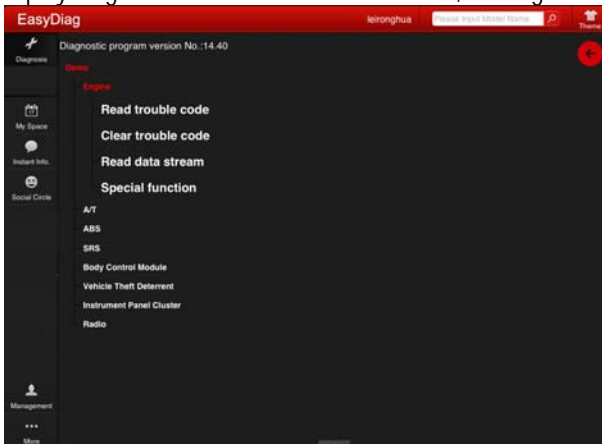 EasyDiag
leironghua
Please Input Model Name
Theme
Diagnosis
Diagnostic program version No.:14.40
Demo
Engine
Read trouble code
Clear trouble code
Read data stream
Special function
17
My Space
Instant Info.
Social Circle
A/T
ABS
SRS
Body Control Module
Vehicle Theft Deterrent
Instrument Panel Cluster
Radio
Management
More